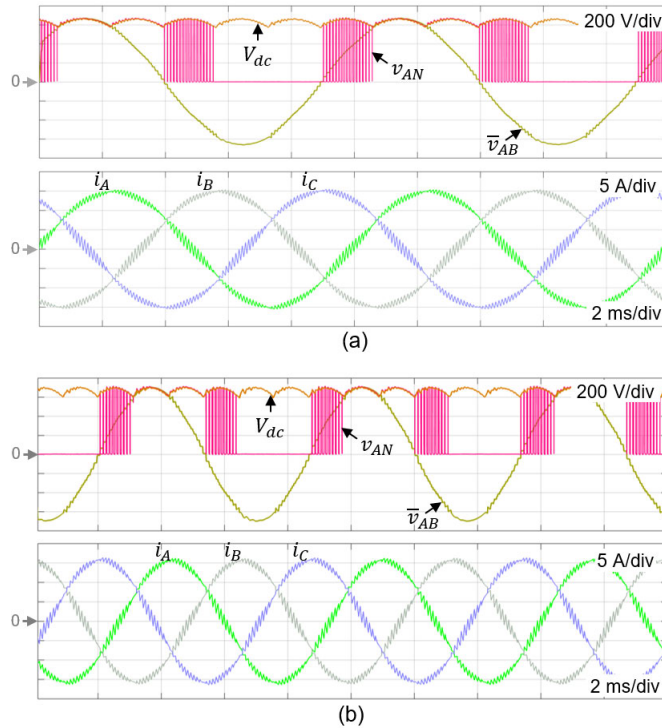 200 V/div
V_dc
v_AN
0
v̅_AB
i_A i_B i_C
5 A/div
0
2 ms/div
(a)
200 V/div
V_dc
v_AN
0
v̅_AB
i_A i_B i_C
5 A/div
0
2 ms/div
(b)